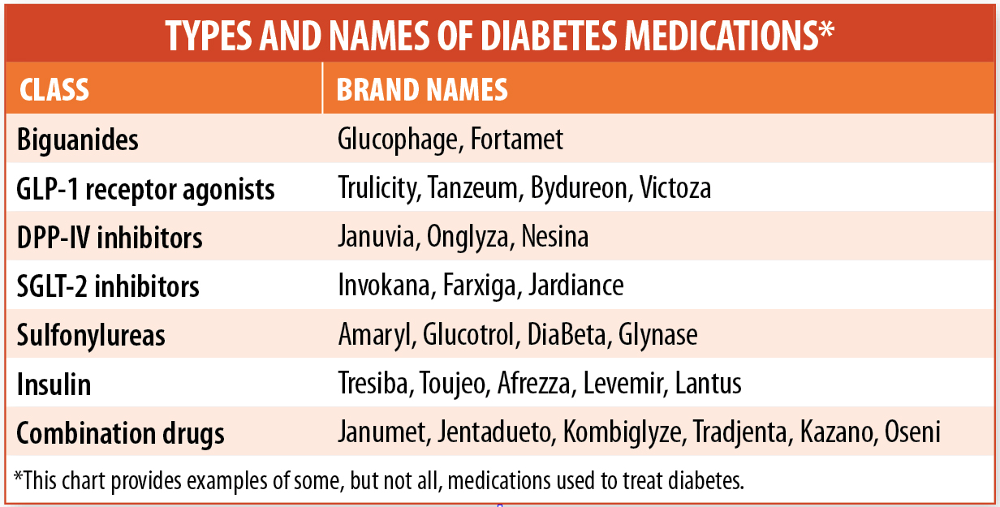 TYPES AND NAMES OF DIABETES MEDICATIONS*
CLASS BRAND NAMES
Biguanides Glucophage, Fortamet
GLP-1 receptor agonists Trulicity, Tanzeum, Bydureon, Victoza
DPP-IV inhibitors Januvia, Onglyza, Nesina
SGLT-2 inhibitors Invokana, Farxiga, Jardiance
Sulfonylureas Amaryl, Glucotrol, DiaBeta, Glynase
Insulin Tresiba, Toujeo, Afrezza, Levemir, Lantus
Combination drugs Janumet, Jentadueto, Kombiglyze, Tradjenta, Kazano, Oseni
*This chart provides examples of some, but not all, medications used to treat diabetes.